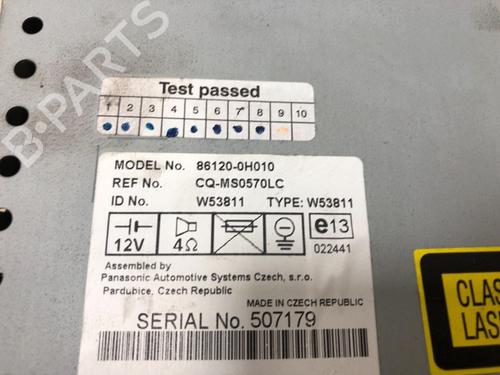 B-PARTS
Test passed
1 2 3 4 5 6 7 8 9 10
MODEL No. 86120-0H010
REF No. CQ-MS0570LC
ID No. W53811 TYPE: W53811
12V 4Ω e13
022441
Assembled by
Panasonic Automotive Systems Czech, s.r.o.
Pardubice, Czech Republic
MADE IN CZECH REPUBLIC
SERIAL No. 507179
CLAS
LASE